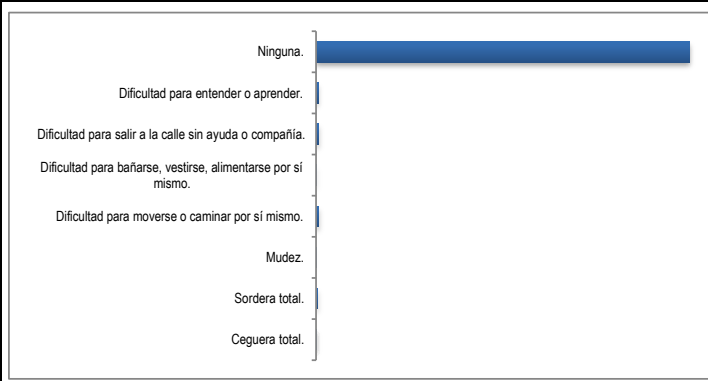 Ninguna.
Dificultad para entender o aprender.
Dificultad para salir a la calle sin ayuda o compañía.
Dificultad para bañarse, vestirse, alimentarse por sí
mismo.
Dificultad para moverse o caminar por sí mismo.
Mudez.
Sordera total.
Ceguera total.